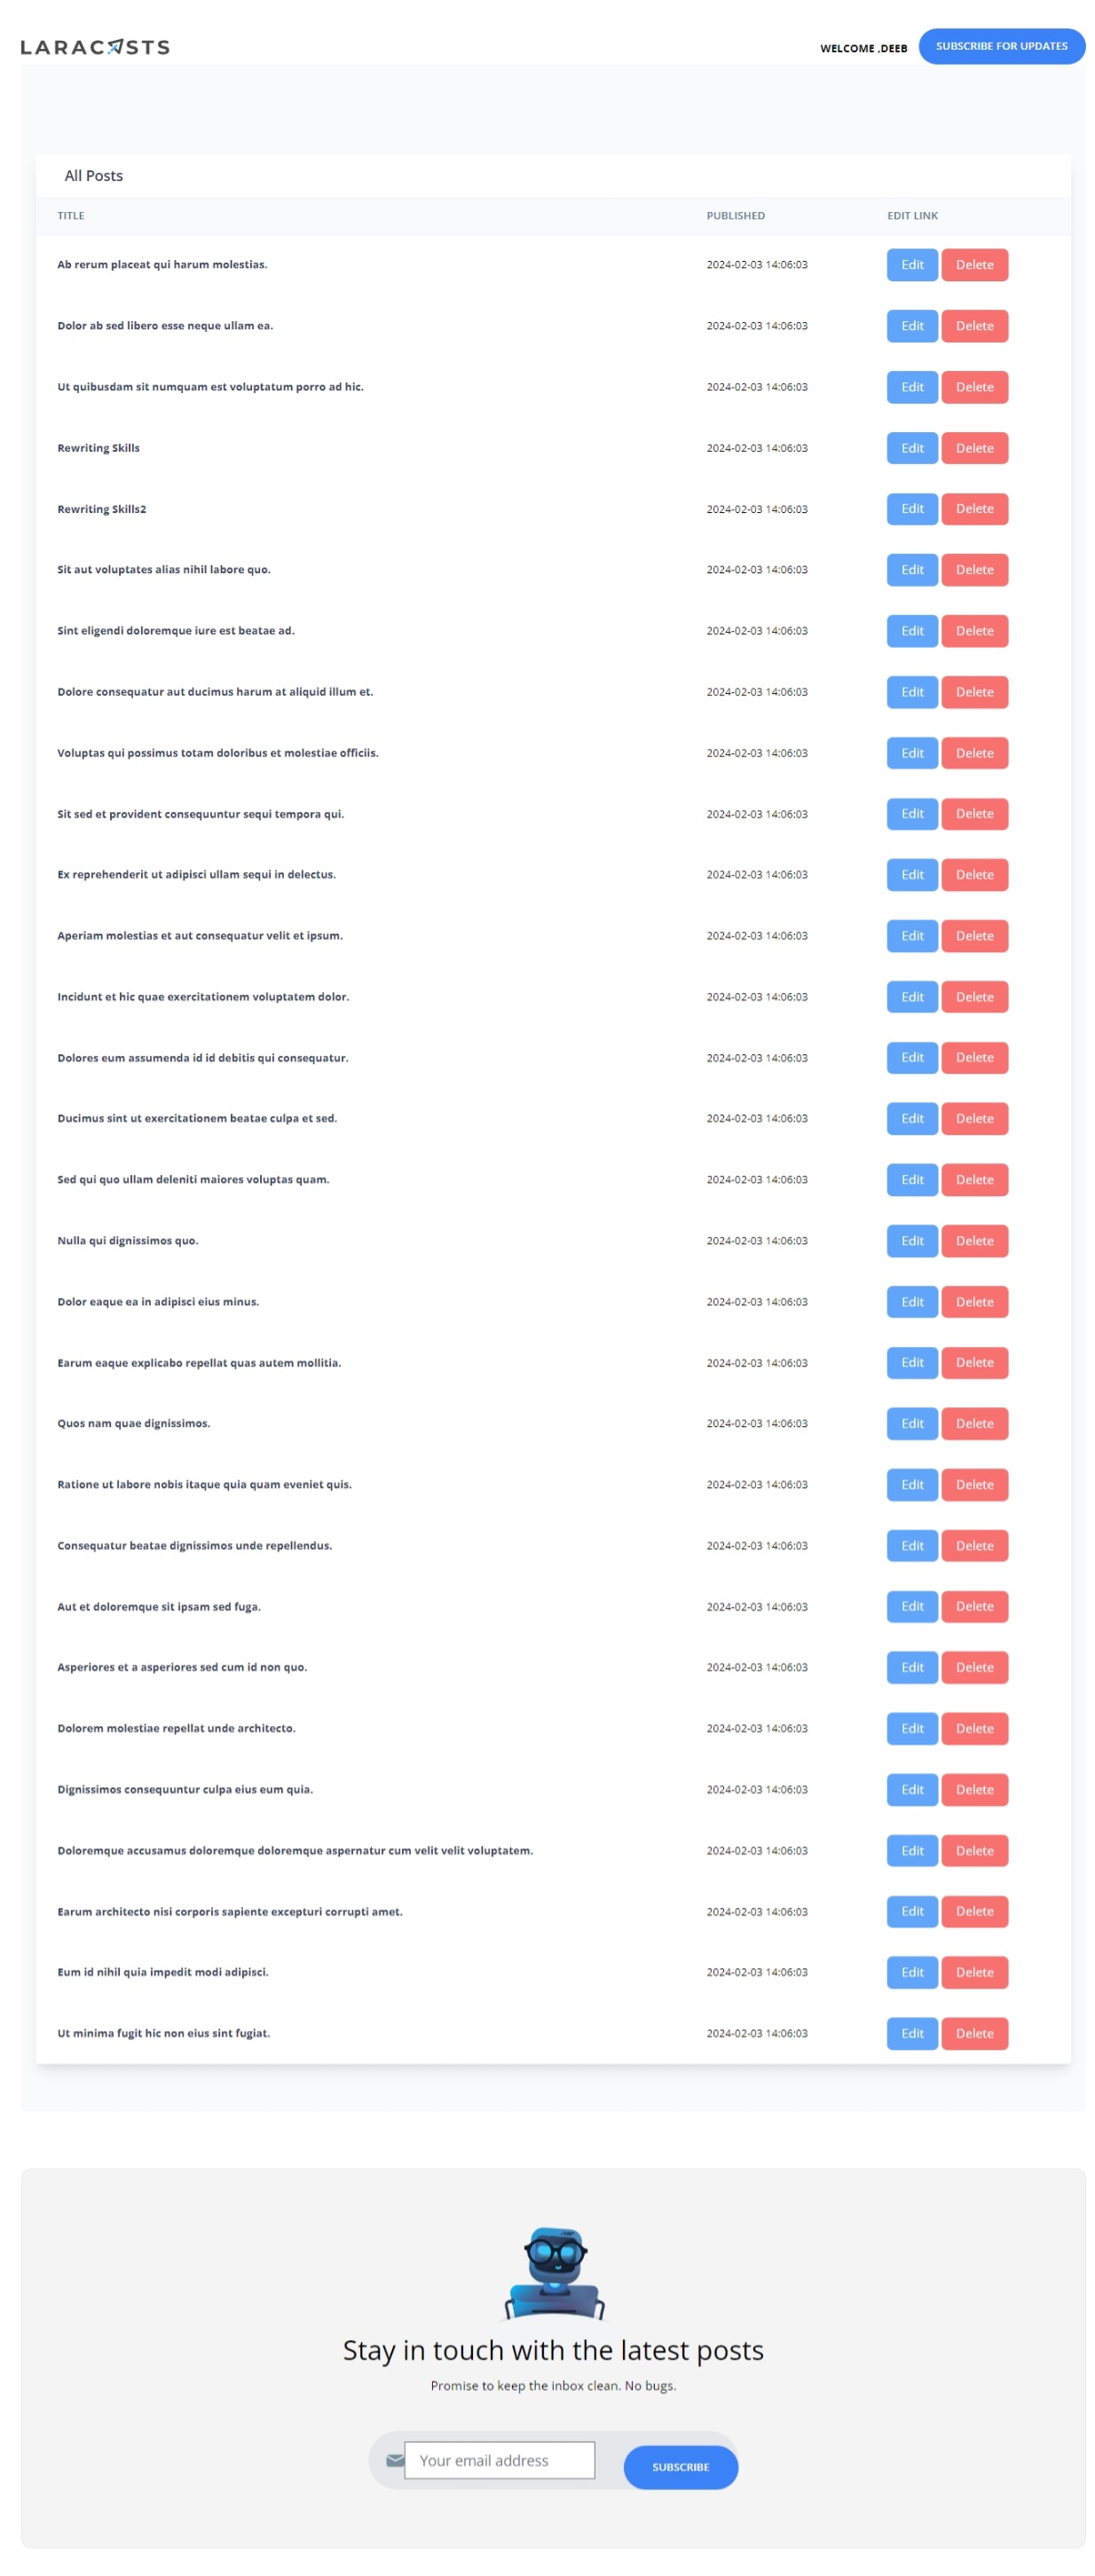 LARACASTS
WELCOME ,DEEB SUBSCRIBE FOR UPDATES
All Posts
TITLE PUBLISHED EDIT LINK
Ab rerum placeat qui harum molestias. 2024-02-03 14:06:03 Edit Delete
Dolor ab sed libero esse neque ullam ea. 2024-02-03 14:06:03 Edit Delete
Ut quibusdam sit numquam est voluptatum porro ad hic. 2024-02-03 14:06:03 Edit Delete
Rewriting Skills 2024-02-03 14:06:03 Edit Delete
Rewriting Skills2 2024-02-03 14:06:03 Edit Delete
Sit aut voluptates alias nihil labore quo. 2024-02-03 14:06:03 Edit Delete
Sint eligendi doloremque iure est beatae ad. 2024-02-03 14:06:03 Edit Delete
Dolore consequatur aut ducimus harum at aliquid illum et. 2024-02-03 14:06:03 Edit Delete
Voluptas qui possimus totam doloribus et molestiae officiis. 2024-02-03 14:06:03 Edit Delete
Sit sed et provident consequuntur sequi tempora qui. 2024-02-03 14:06:03 Edit Delete
Ex reprehenderit ut adipisci ullam sequi in delectus. 2024-02-03 14:06:03 Edit Delete
Aperiam molestias et aut consequatur velit et ipsum. 2024-02-03 14:06:03 Edit Delete
Incidunt et hic quae exercitationem voluptatem dolor. 2024-02-03 14:06:03 Edit Delete
Dolores eum assumenda id id debitis qui consequatur. 2024-02-03 14:06:03 Edit Delete
Ducimus sint ut exercitationem beatae culpa et sed. 2024-02-03 14:06:03 Edit Delete
Sed qui quo ullam deleniti maiores voluptas quam. 2024-02-03 14:06:03 Edit Delete
Nulla qui dignissimos quo. 2024-02-03 14:06:03 Edit Delete
Dolor eaque ea in adipisci eius minus. 2024-02-03 14:06:03 Edit Delete
Earum eaque explicabo repellat quas autem mollitia. 2024-02-03 14:06:03 Edit Delete
Quos nam quae dignissimos. 2024-02-03 14:06:03 Edit Delete
Ratione ut labore nobis itaque quia quam eveniet quis. 2024-02-03 14:06:03 Edit Delete
Consequatur beatae dignissimos unde repellendus. 2024-02-03 14:06:03 Edit Delete
Aut et doloremque sit ipsam sed fuga. 2024-02-03 14:06:03 Edit Delete
Asperiores et a asperiores sed cum id non quo. 2024-02-03 14:06:03 Edit Delete
Dolorem molestiae repellat unde architecto. 2024-02-03 14:06:03 Edit Delete
Dignissimos consequuntur culpa eius eum quia. 2024-02-03 14:06:03 Edit Delete
Doloremque accusamus doloremque doloremque aspernatur cum velit velit voluptatem. 2024-02-03 14:06:03 Edit Delete
Earum architecto nisi corporis sapiente excepturi corrupti amet. 2024-02-03 14:06:03 Edit Delete
Eum id nihil quia impedit modi adipisci. 2024-02-03 14:06:03 Edit Delete
Ut minima fugit hic non eius sint fugiat. 2024-02-03 14:06:03 Edit Delete
Stay in touch with the latest posts
Promise to keep the inbox clean. No bugs.
Your email address SUBSCRIBE